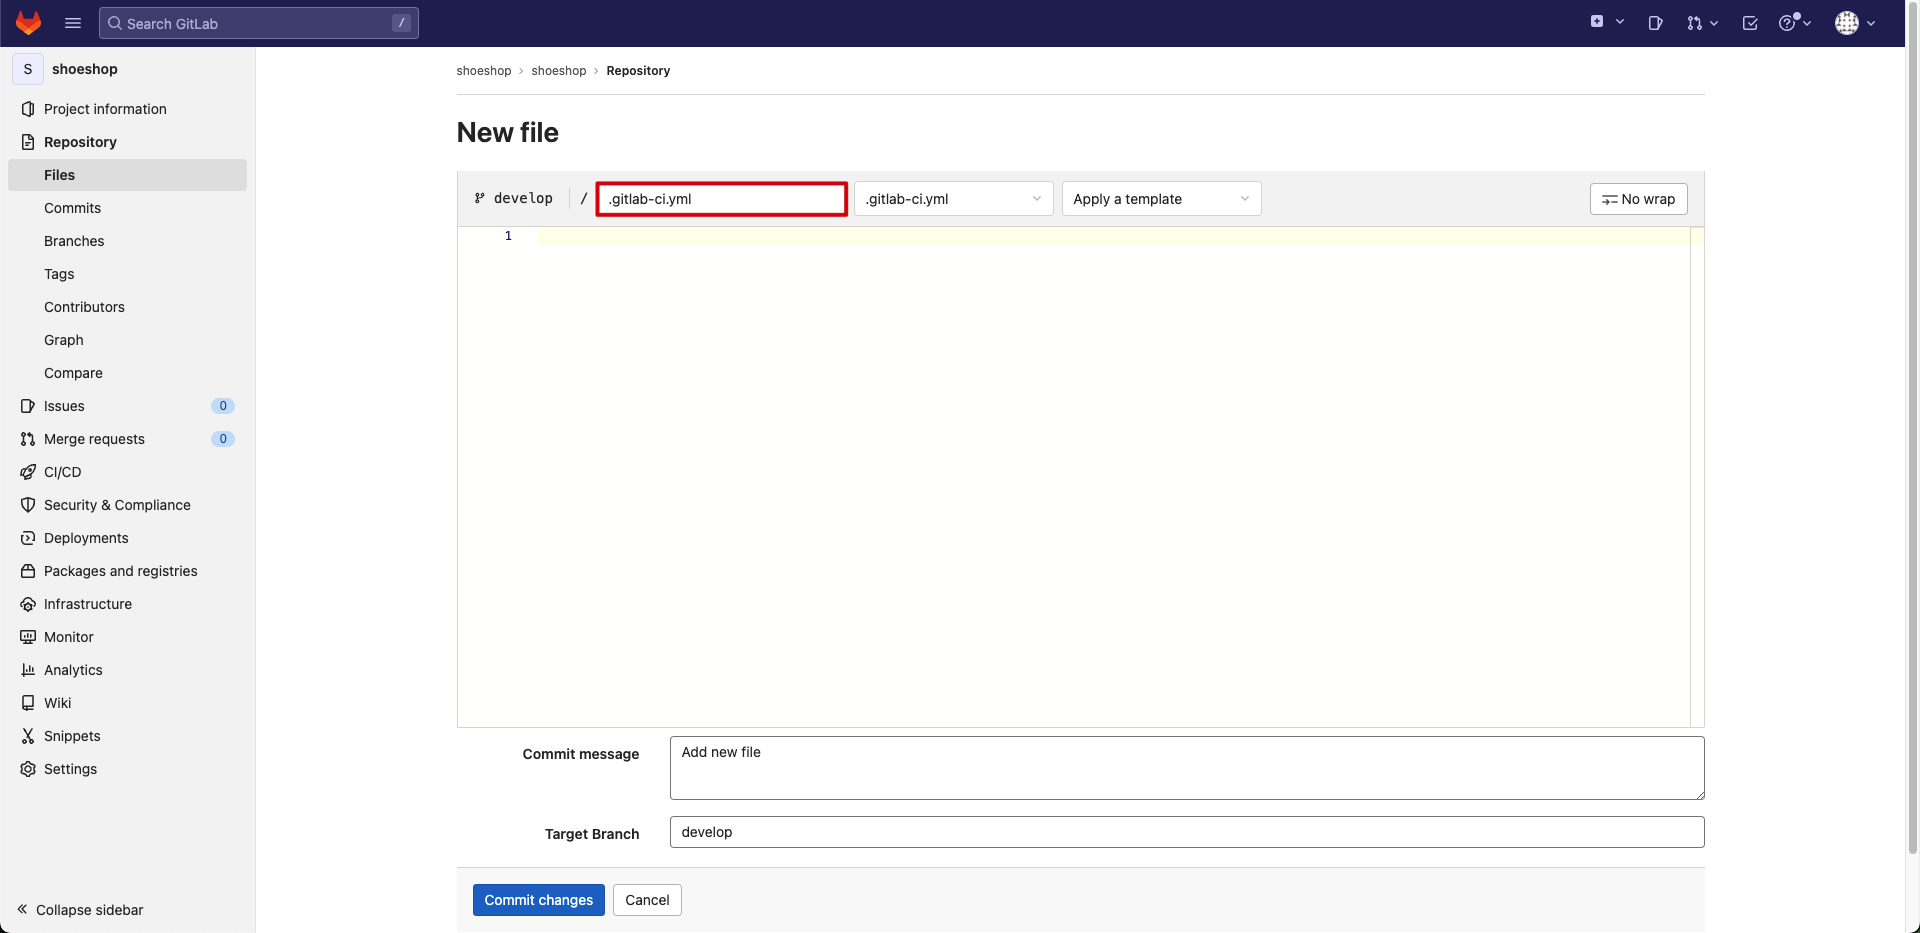 Search GitLab /
S shoeshop
Project information
Repository
Files
Commits
Branches
Tags
Contributors
Graph
Compare
Issues 0
Merge requests 0
CI/CD
Security & Compliance
Deployments
Packages and registries
Infrastructure
Monitor
Analytics
Wiki
Snippets
Settings
Collapse sidebar
shoeshop › shoeshop › Repository
New file
develop / .gitlab-ci.yml .gitlab-ci.yml Apply a template No wrap
1
Commit message Add new file
Target Branch develop
Commit changes Cancel